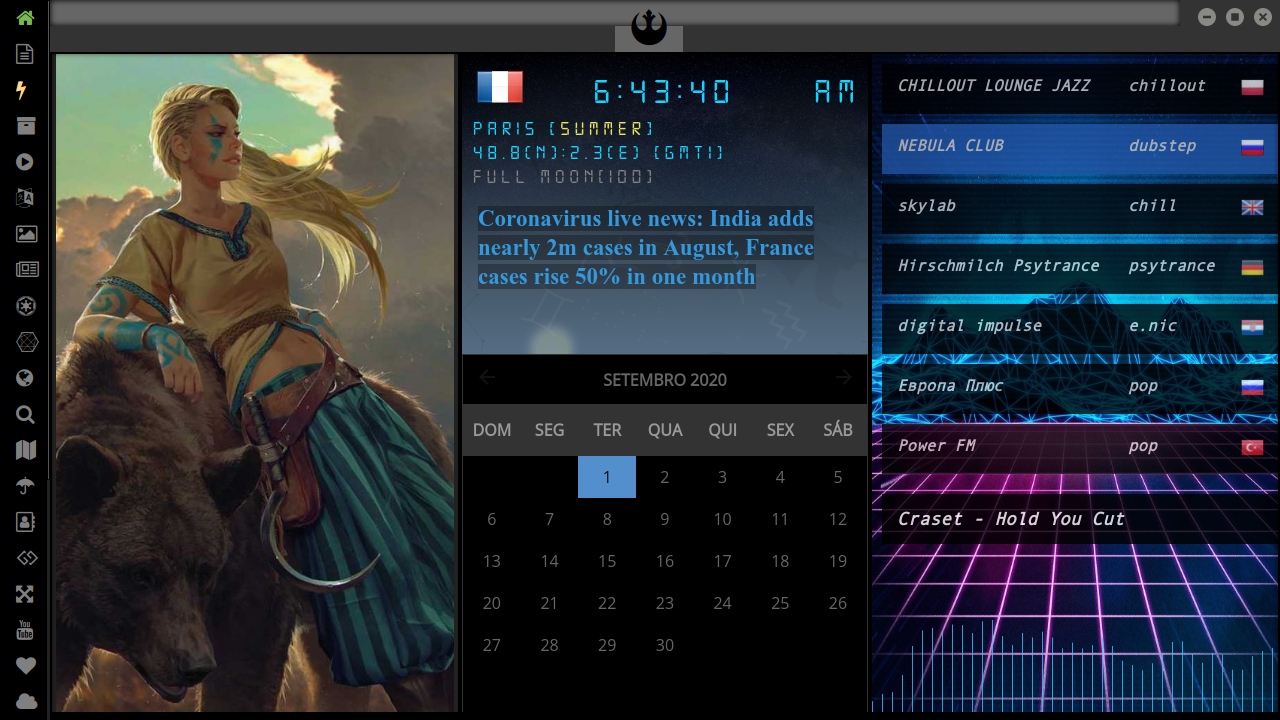 6:43:40 AM
PARIS (SUMMER)
48.8(N):2.3(E) (GMT1)
FULL MOON(100)
Coronavirus live news: India adds
nearly 2m cases in August, France
cases rise 50% in one month
SETEMBRO 2020
DOM SEG TER QUA QUI SEX SÁB
1 2 3 4 5
6 7 8 9 10 11 12
13 14 15 16 17 18 19
20 21 22 23 24 25 26
27 28 29 30
CHILLOUT LOUNGE JAZZ chillout
NEBULA CLUB dubstep
skylab chill
Hirschmilch Psytrance psytrance
digital impulse e.nic
Европа Плюс pop
Power FM pop
Craset - Hold You Cut
You
Tube